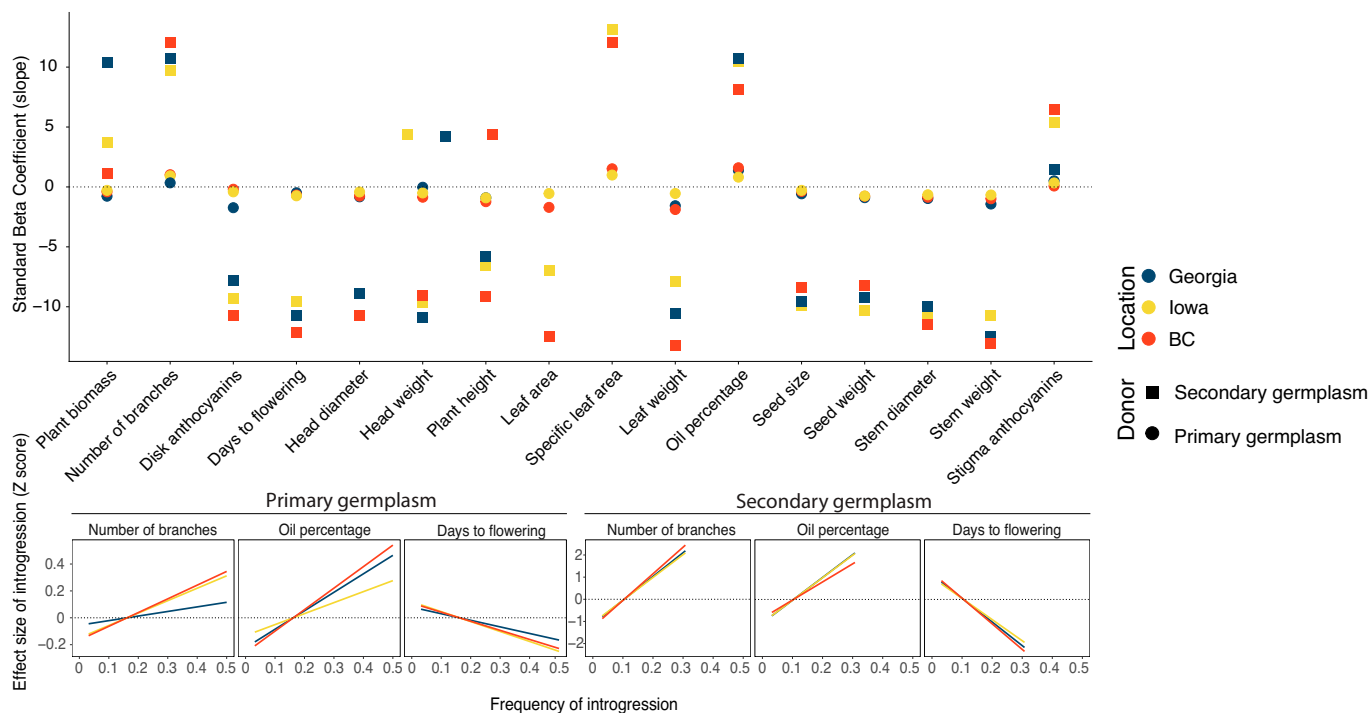 Standard Beta Coefficient (slope)
10
5
0
−5
−10
Plant biomass
Number of branches
Disk anthocyanins
Days to flowering
Head diameter
Head weight
Plant height
Leaf area
Specific leaf area
Leaf weight
Oil percentage
Seed size
Seed weight
Stem diameter
Stem weight
Stigma anthocyanins
Location
Georgia
Iowa
BC
Donor
Secondary germplasm
Primary germplasm
Effect size of introgression (Z score)
Primary germplasm
Secondary germplasm
Number of branches
Oil percentage
Days to flowering
Number of branches
Oil percentage
Days to flowering
0.4
0.2
0
−0.2
2
1
0
−1
−2
0 0.1 0.2 0.3 0.4 0.5
0 0.1 0.2 0.3 0.4 0.5
0 0.1 0.2 0.3 0.4 0.5
0 0.1 0.2 0.3 0.4 0.5
0 0.1 0.2 0.3 0.4 0.5
0 0.1 0.2 0.3 0.4 0.5
Frequency of introgression